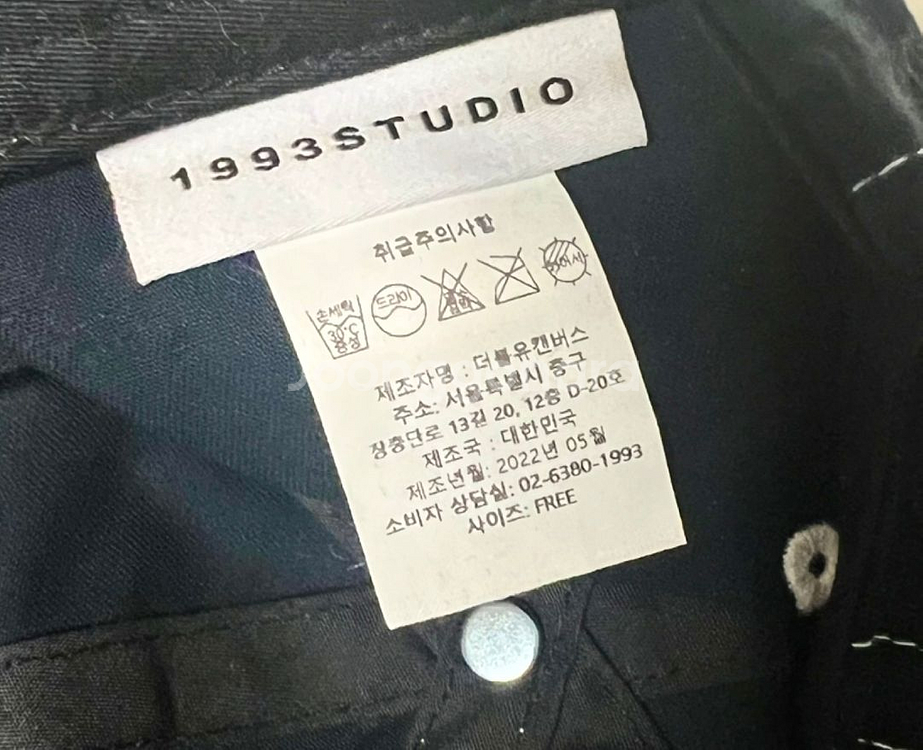 1993STUDIO
취급주의사항
손세탁 30°C 중성
드라이
제조자명 : 더블유캔버스
주소: 서울특별시 중구
퇴계로 13길 20, 12층 D-20호
제조국 : 대한민국
제조년월: 2022년 05월
소비자 상담실: 02-6380-1993
사이즈: FREE